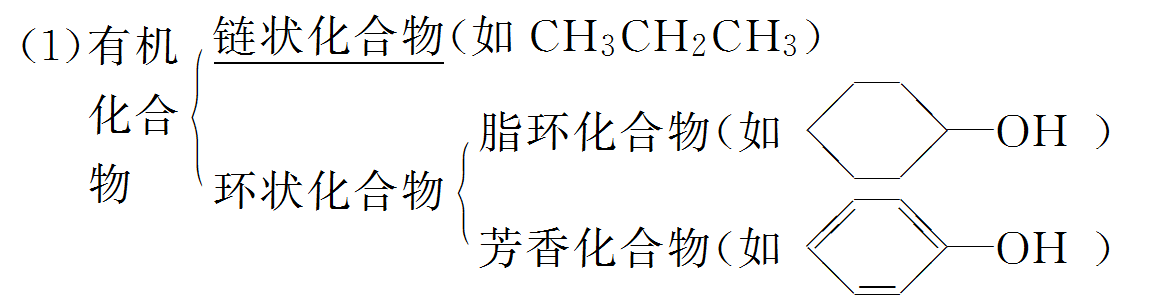 (1)有机化合物
链状化合物(如 CH₃CH₂CH₃)
环状化合物
脂环化合物(如 —OH )
芳香化合物(如 —OH )